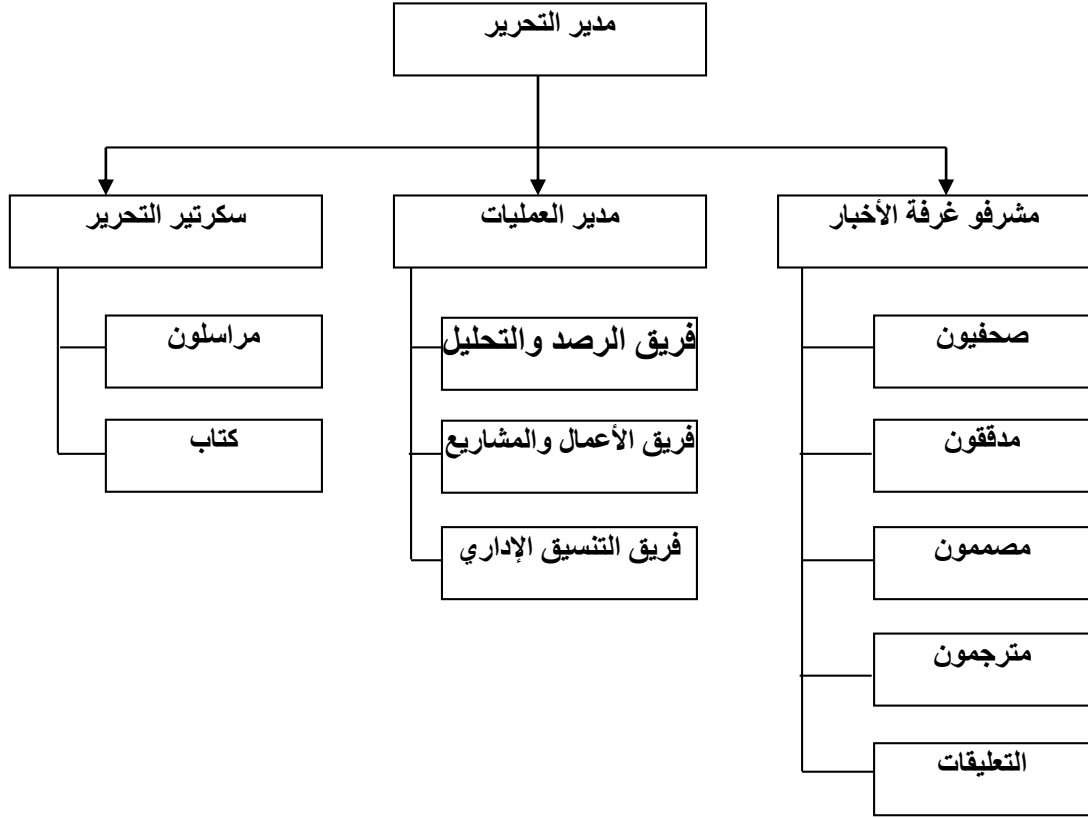 مدير التحرير
مشرفو غرفة الأخبار
مدير العمليات
سكرتير التحرير
صحفيون
فريق الرصد والتحليل
مراسلون
مدققون
فريق الأعمال والمشاريع
كتاب
مصممون
فريق التنسيق الإداري
مترجمون
التعليقات